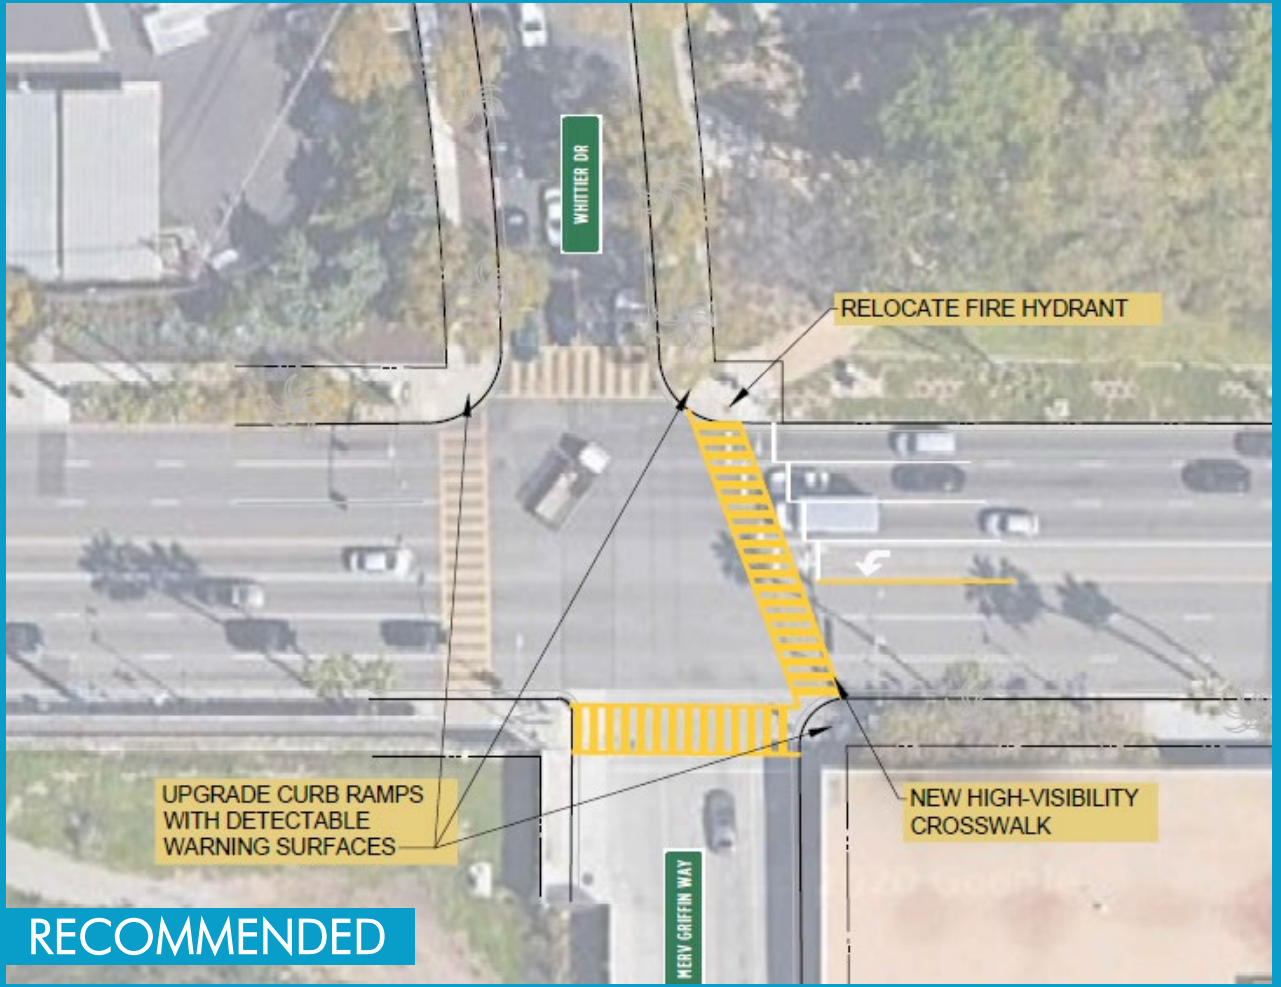 WHITTIER DR
RELOCATE FIRE HYDRANT
UPGRADE CURB RAMPS
WITH DETECTABLE
WARNING SURFACES
NEW HIGH-VISIBILITY
CROSSWALK
MERV GRIFFIN WAY
RECOMMENDED